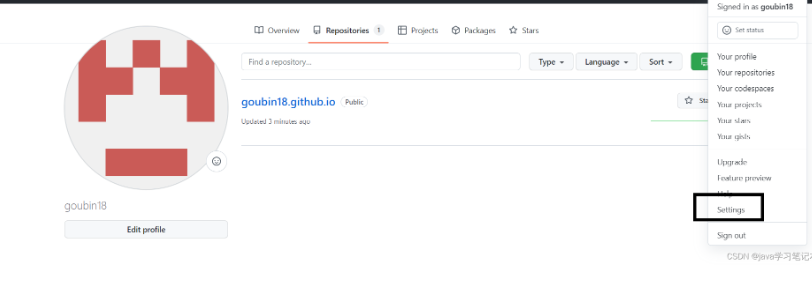 Signed in as goubin18
Overview
Repositories 1
Projects
Packages
Stars
Set status
Find a repository...
Type
Language
Sort
Your profile
Your repositories
Your codespaces
Your projects
Your stars
Your gists
goubin18.github.io Public
Updated 3 minutes ago
Upgrade
Feature preview
Help
Settings
Sign out
goubin18
Edit profile
CSDN @java学习笔记